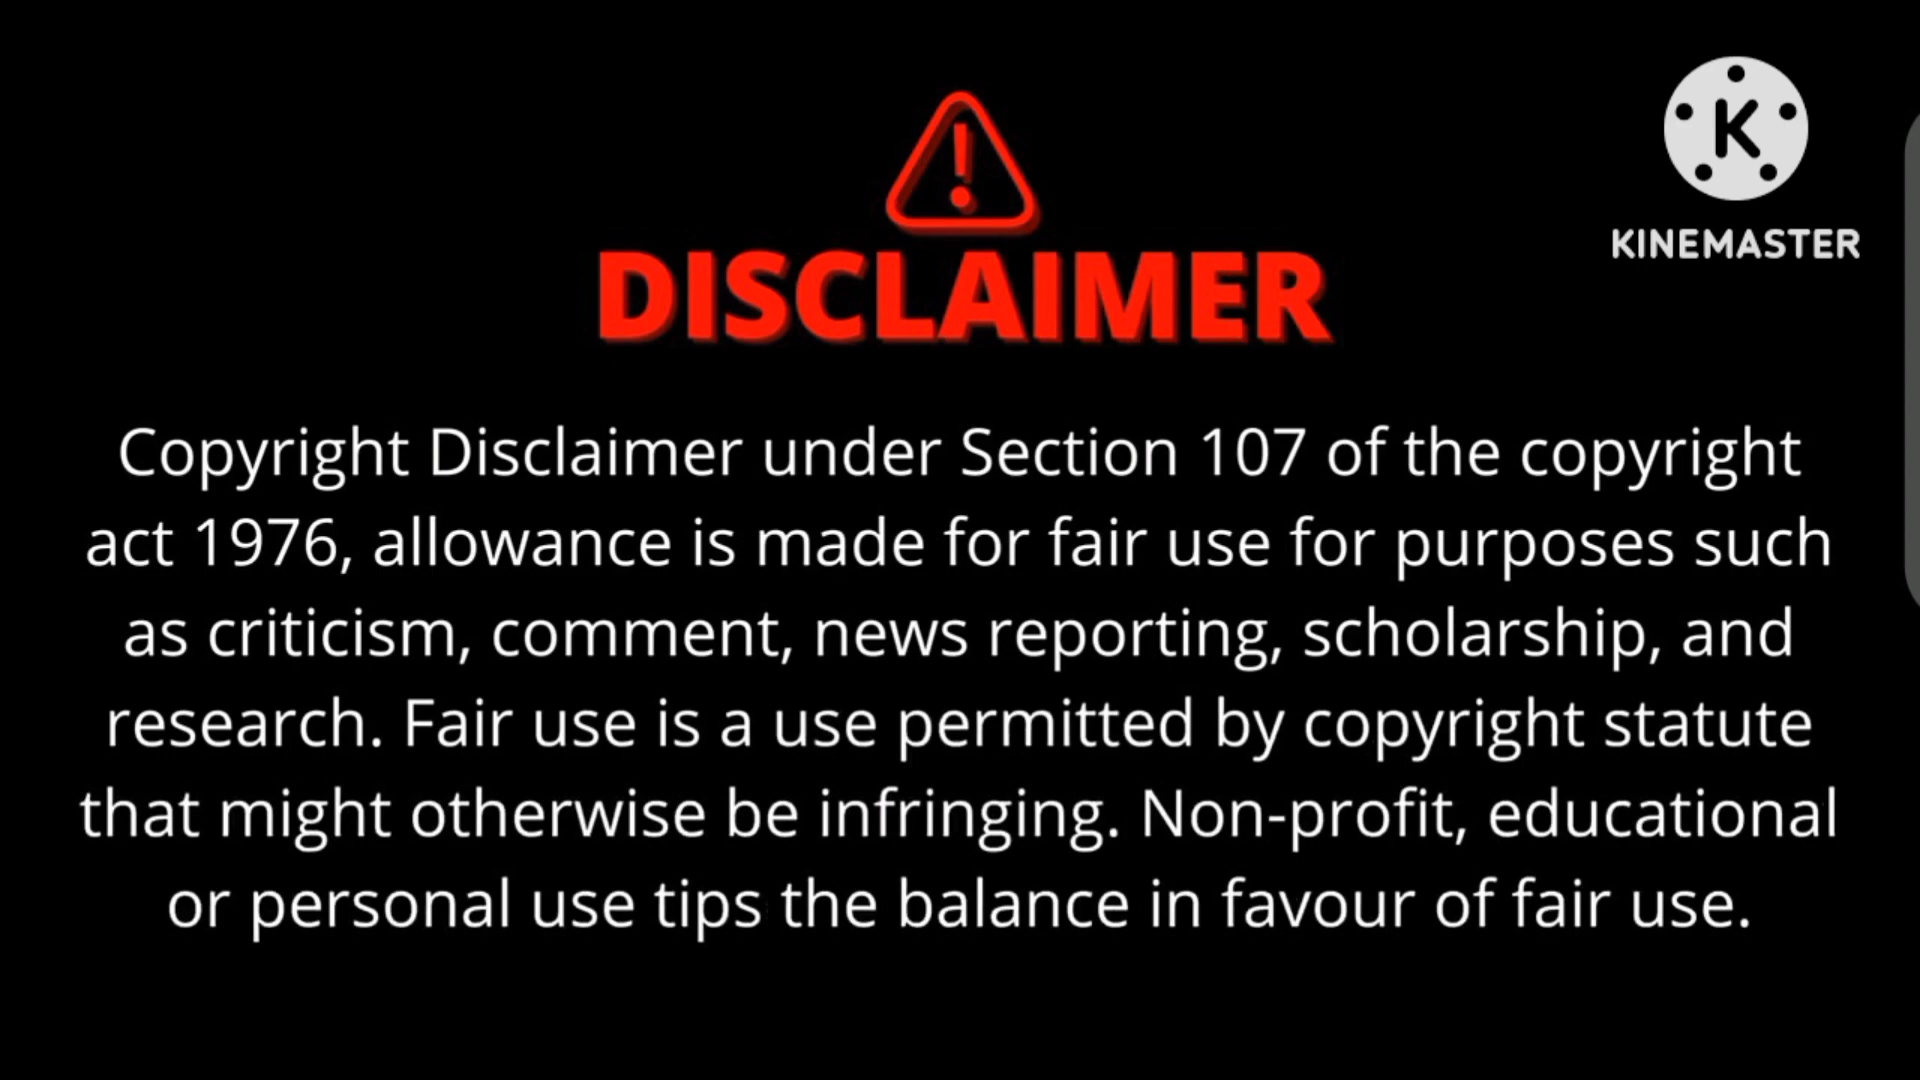 K
KINEMASTER
DISCLAIMER
Copyright Disclaimer under Section 107 of the copyright
act 1976, allowance is made for fair use for purposes such
as criticism, comment, news reporting, scholarship, and
research. Fair use is a use permitted by copyright statute
that might otherwise be infringing. Non-profit, educational
or personal use tips the balance in favour of fair use.